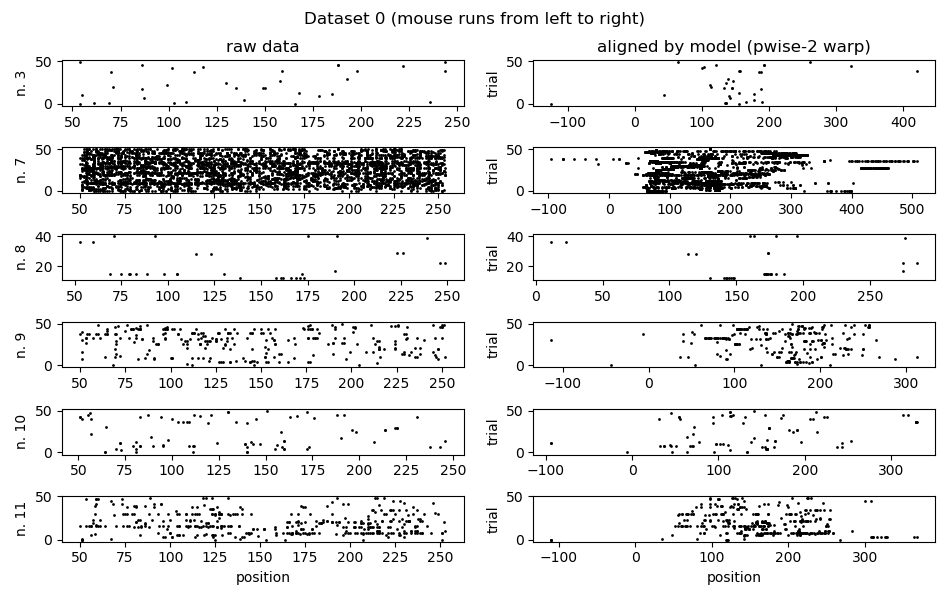 Dataset 0 (mouse runs from left to right)
raw data
aligned by model (pwise-2 warp)
n. 3
50
0
50 75 100 125 150 175 200 225 250
trial
50
0
−100 0 100 200 300 400
n. 7
50
0
50 75 100 125 150 175 200 225 250
trial
50
0
−100 0 100 200 300 400 500
n. 8
40
20
50 75 100 125 150 175 200 225 250
trial
40
20
0 50 100 150 200 250
n. 9
50
0
50 75 100 125 150 175 200 225 250
trial
50
0
−100 0 100 200 300
n. 10
50
0
50 75 100 125 150 175 200 225 250
trial
50
0
−100 0 100 200 300
n. 11
50
0
50 75 100 125 150 175 200 225 250
position
trial
50
0
−100 0 100 200 300
position